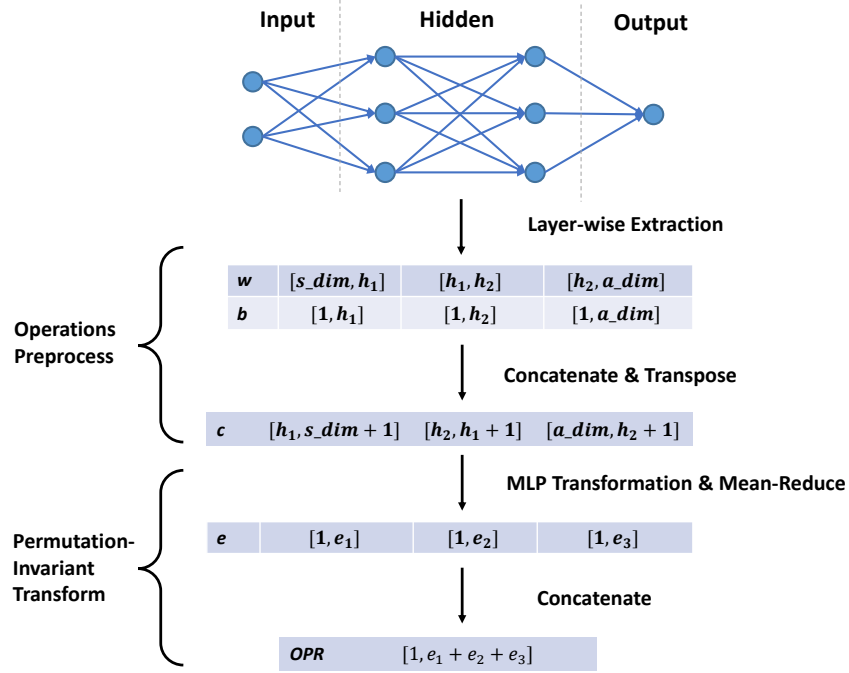 Input Hidden Output
Layer-wise Extraction
w [s_dim, h₁] [h₁, h₂] [h₂, a_dim]
b [1, h₁] [1, h₂] [1, a_dim]
Operations
Preprocess
Concatenate & Transpose
c [h₁, s_dim + 1] [h₂, h₁ + 1] [a_dim, h₂ + 1]
MLP Transformation & Mean-Reduce
e [1, e₁] [1, e₂] [1, e₃]
Permutation-
Invariant
Transform
Concatenate
OPR [1, e₁ + e₂ + e₃]